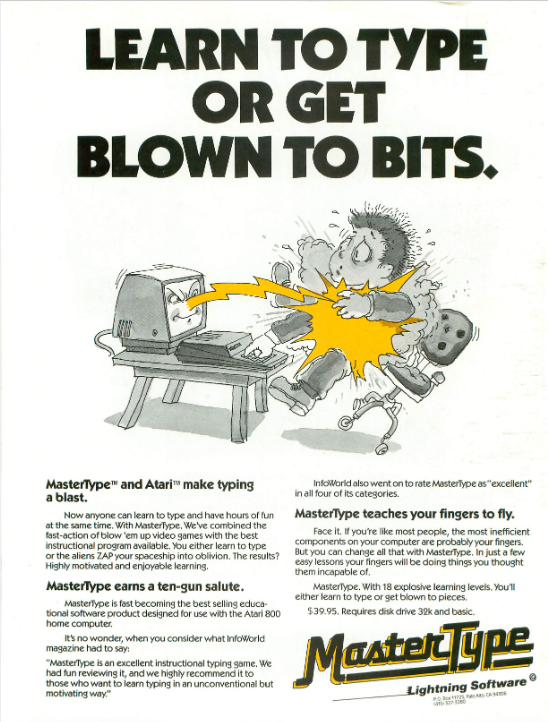 LEARN TO TYPE
OR GET
BLOWN TO BITS.
MasterType™ and Atari™ make typing
a blast.
Now anyone can learn to type and have hours of fun
at the same time. With MasterType. We've combined the
fast-action of blow 'em up video games with the best
instructional program available. You either learn to type
or the aliens ZAP your spaceship into oblivion. The results?
Highly motivated and enjoyable learning.
MasterType earns a ten-gun salute.
MasterType is fast becoming the best selling educa-
tional software product designed for use with the Atari 800
home computer.
It's no wonder, when you consider what InfoWorld
magazine had to say:
"MasterType is an excellent instructional typing game. We
had fun reviewing it, and we highly recommend it to
those who want to learn typing in an unconventional but
motivating way."
InfoWorld also went on to rate MasterType as "excellent"
in all four of its categories.
MasterType teaches your fingers to fly.
Face it. If you're like most people, the most inefficient
components on your computer are probably your fingers.
But you can change all that with MasterType. In just a few
easy lessons your fingers will be doing things you thought
them incapable of.
MasterType. With 18 explosive learning levels. You'll
either learn to type or get blown to pieces.
$39.95. Requires disk drive 32k and basic.
MasterType
Lightning Software
P.O. Box 11725, Palo Alto, CA 94306